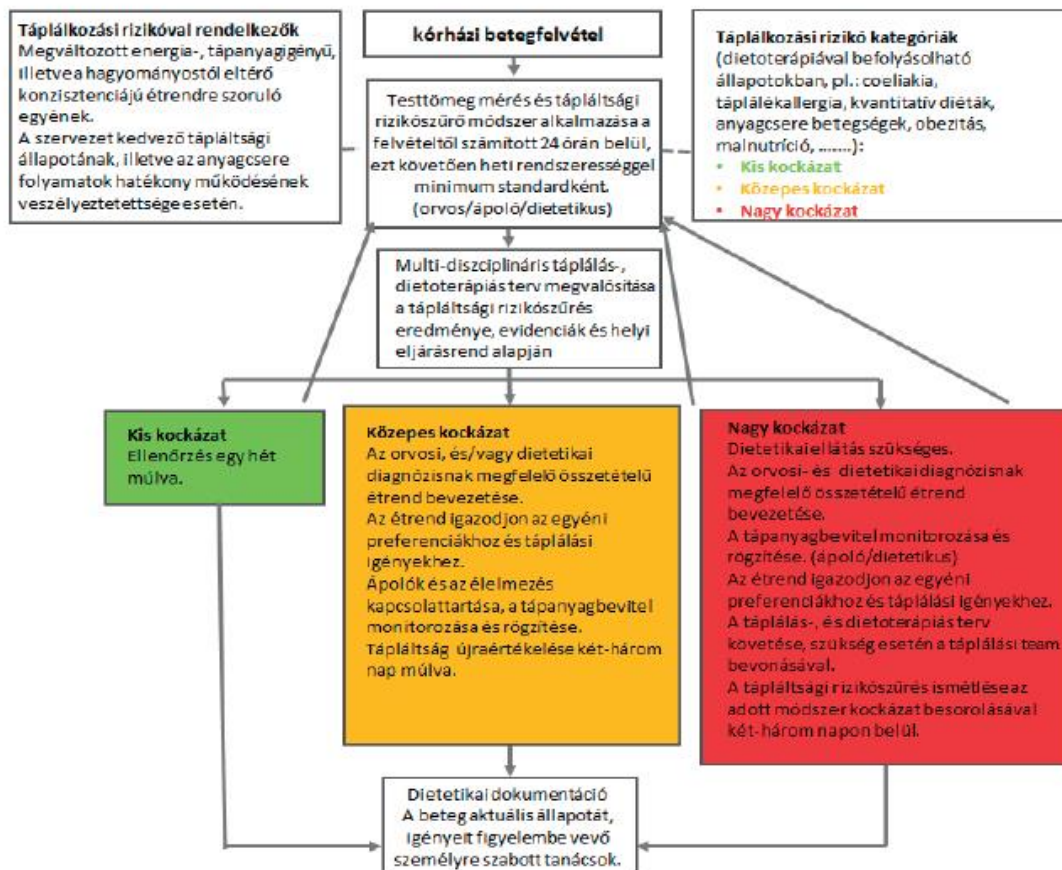 Táplálkozási rizikóval rendelkezők
Megváltozott energia-, tápanyagigényű,
illetve a hagyományostól eltérő
konzisztenciájú étrendre szoruló
egyének.
A szervezet kedvező tápláltsági
állapotának, illetve az anyagcsere
folyamatok hatékony működésének
veszélyeztetettsége esetén.
kórházi betegfelvétel
Testtömeg mérés és tápláltsági
rizikószűrő módszer alkalmazása a
felvételtől számított 24 órán belül,
ezt követően heti rendszerességgel
minimum standardként.
(orvos/ápoló/dietetikus)
Táplálkozási rizikó kategóriák
(dietoterápiával befolyásolható
állapotokban, pl.: coeliakia,
táplálékallergia, kvantitatív diéták,
anyagcsere betegségek, obezitás,
malnutríció, ........):
• Kis kockázat
• Közepes kockázat
• Nagy kockázat
Multi-diszciplináris táplálás-,
dietoterápiás terv megvalósítása
a tápláltsági rizikószűrés
eredménye, evidenciák és helyi
eljárásrend alapján
Kis kockázat
Ellenőrzés egy hét
múlva.
Közepes kockázat
Az orvosi, és/vagy dietetikai
diagnózisnak megfelelő összetételű
étrend bevezetése.
Az étrend igazodjon az egyéni
preferenciákhoz és táplálási
igényekhez.
Ápolók és az élelmezés
kapcsolattartása, a tápanyagbevitel
monitorozása és rögzítése.
Tápláltság újraértékelése két-három
nap múlva.
Nagy kockázat
Dietetikai ellátás szükséges.
Az orvosi- és dietetikai diagnózisnak
megfelelő összetételű étrend
bevezetése.
A tápanyagbevitel monitorozása és
rögzítése. (ápoló/dietetikus)
Az étrend igazodjon az egyéni
preferenciákhoz és táplálási igényekhez.
A táplálás-, és dietoterápiás terv
követése, szükség esetén a táplálási team
bevonásával.
A tápláltsági rizikószűrés ismétlése az
adott módszer kockázat besorolásával
két-három napon belül.
Dietetikai dokumentáció
A beteg aktuális állapotát,
igényeit figyelembe vevő
személyre szabott tanácsok.